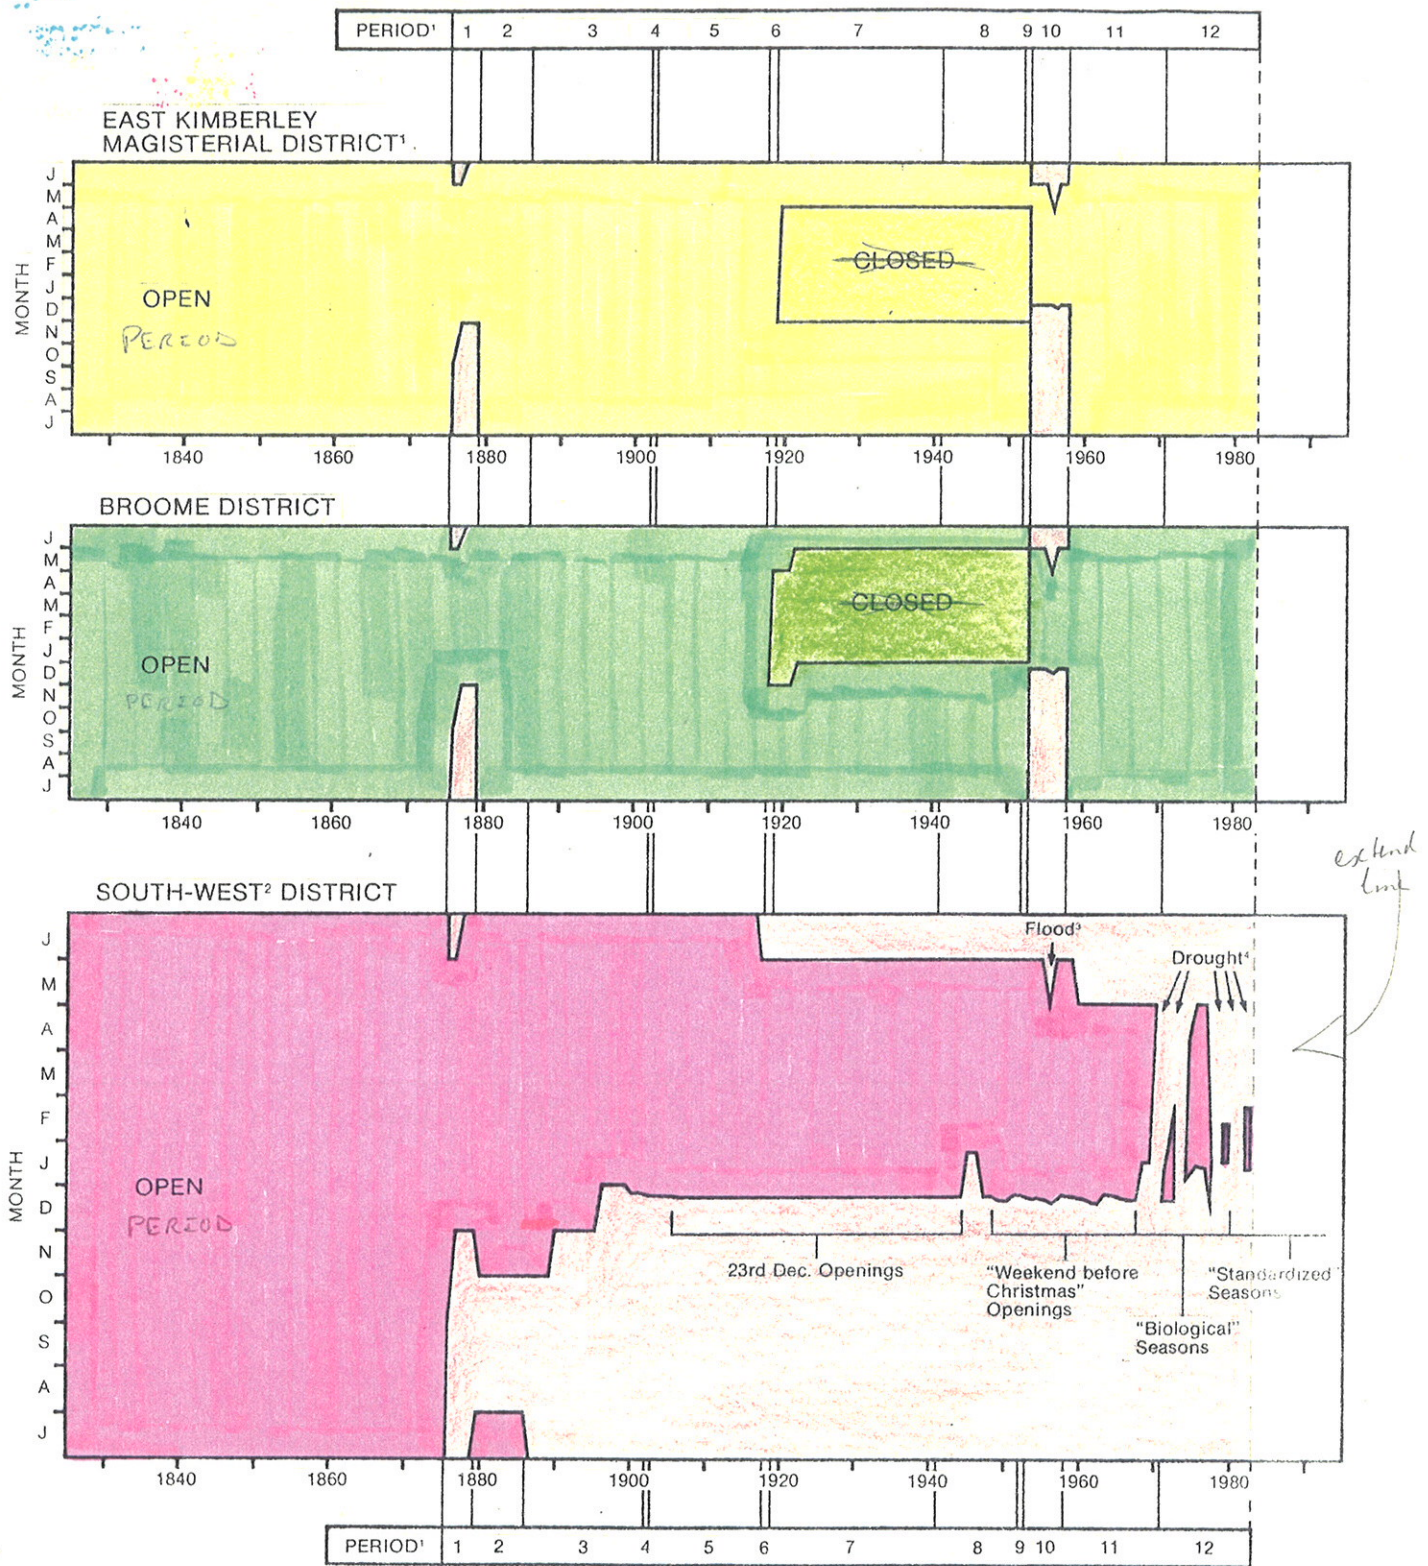 PERIOD¹ 1 2 3 4 5 6 7 8 9 10 11 12
EAST KIMBERLEY
MAGISTERIAL DISTRICT¹
J
M
A
M
F
J
D
N
O
S
A
J
MONTH
CLOSED
OPEN
PERIOD
1840 1860 1880 1900 1920 1940 1960 1980
BROOME DISTRICT
J
M
A
M
F
J
D
N
O
S
A
J
MONTH
CLOSED
OPEN
PERIOD
1840 1860 1880 1900 1920 1940 1960 1980
extend
line
SOUTH-WEST² DISTRICT
J
M
A
M
F
J
D
N
O
S
A
J
MONTH
Flood³
Drought⁴
OPEN
PERIOD
23rd Dec. Openings
"Weekend before
Christmas"
Openings
"Biological"
Seasons
"Standardized
Seasons
1840 1860 1880 1900 1920 1940 1960 1980
PERIOD¹ 1 2 3 4 5 6 7 8 9 10 11 12